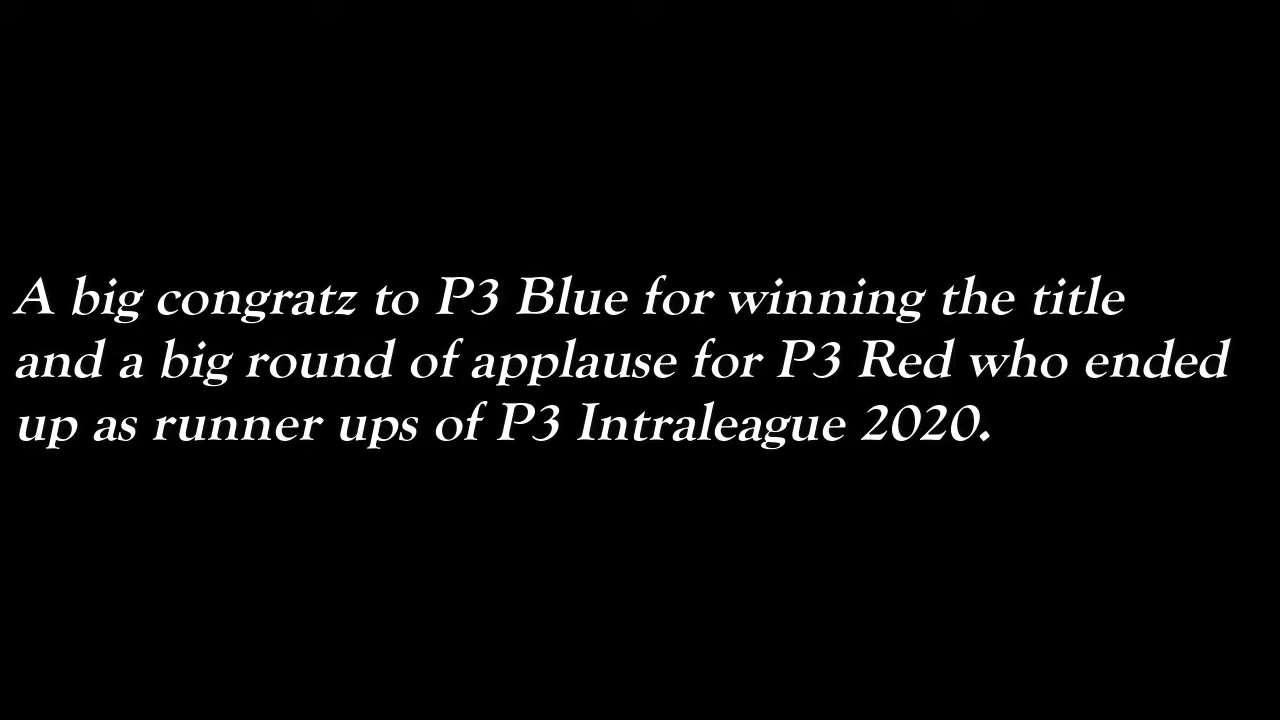 A big congratz to P3 Blue for winning the title
and a big round of applause for P3 Red who ended
up as runner ups of P3 Intraleague 2020.